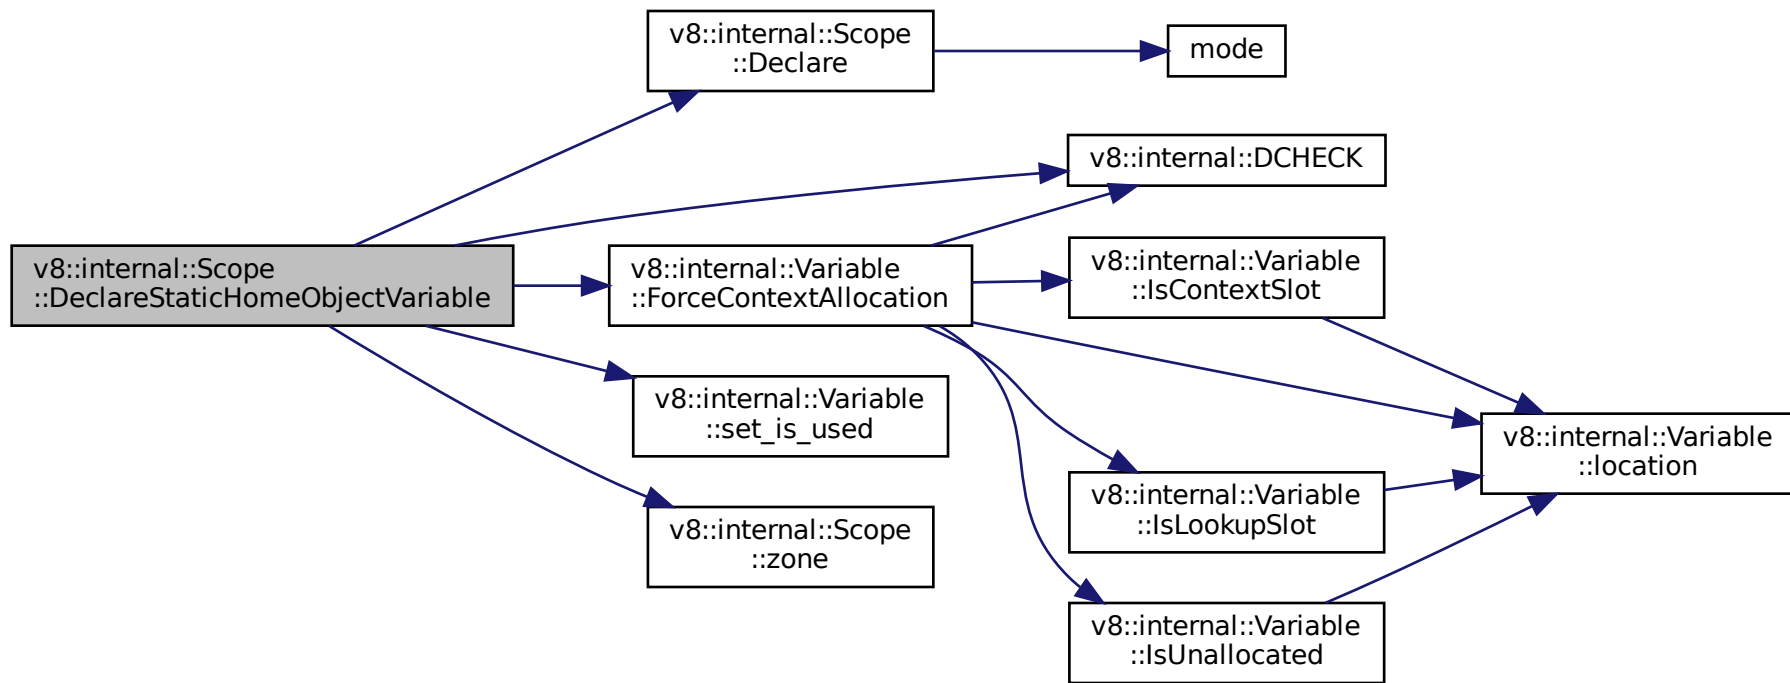 v8::internal::Scope
::DeclareStaticHomeObjectVariable
v8::internal::Scope
::Declare
mode
v8::internal::DCHECK
v8::internal::Variable
::ForceContextAllocation
v8::internal::Variable
::IsContextSlot
v8::internal::Variable
::location
v8::internal::Variable
::IsLookupSlot
v8::internal::Variable
::IsUnallocated
v8::internal::Variable
::set_is_used
v8::internal::Scope
::zone